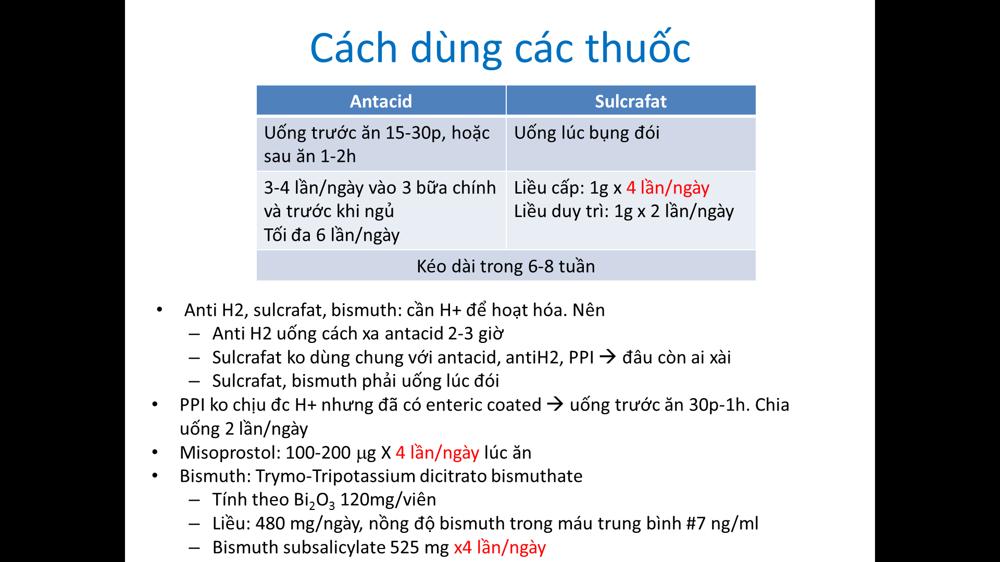 Cách dùng các thuốc
Antacid
Sulcrafat
Uống trước ăn 15-30p, hoặc
sau ăn 1-2h
Uống lúc bụng đói
3-4 lần/ngày vào 3 bữa chính
và trước khi ngủ
Tối đa 6 lần/ngày
Liều cấp: 1g x 4 lần/ngày
Liều duy trì: 1g x 2 lần/ngày
Kéo dài trong 6-8 tuần
• Anti H2, sulcrafat, bismuth: cần H+ để hoạt hóa. Nên
– Anti H2 uống cách xa antacid 2-3 giờ
– Sulcrafat ko dùng chung với antacid, antiH2, PPI → đâu còn ai xài
– Sulcrafat, bismuth phải uống lúc đói
• PPI ko chịu đc H+ nhưng đã có enteric coated → uống trước ăn 30p-1h. Chia
uống 2 lần/ngày
• Misoprostol: 100-200 μg X 4 lần/ngày lúc ăn
• Bismuth: Trymo-Tripotassium dicitrato bismuthate
– Tính theo Bi₂O₃ 120mg/viên
– Liều: 480 mg/ngày, nồng độ bismuth trong máu trung bình #7 ng/ml
– Bismuth subsalicylate 525 mg x4 lần/ngày